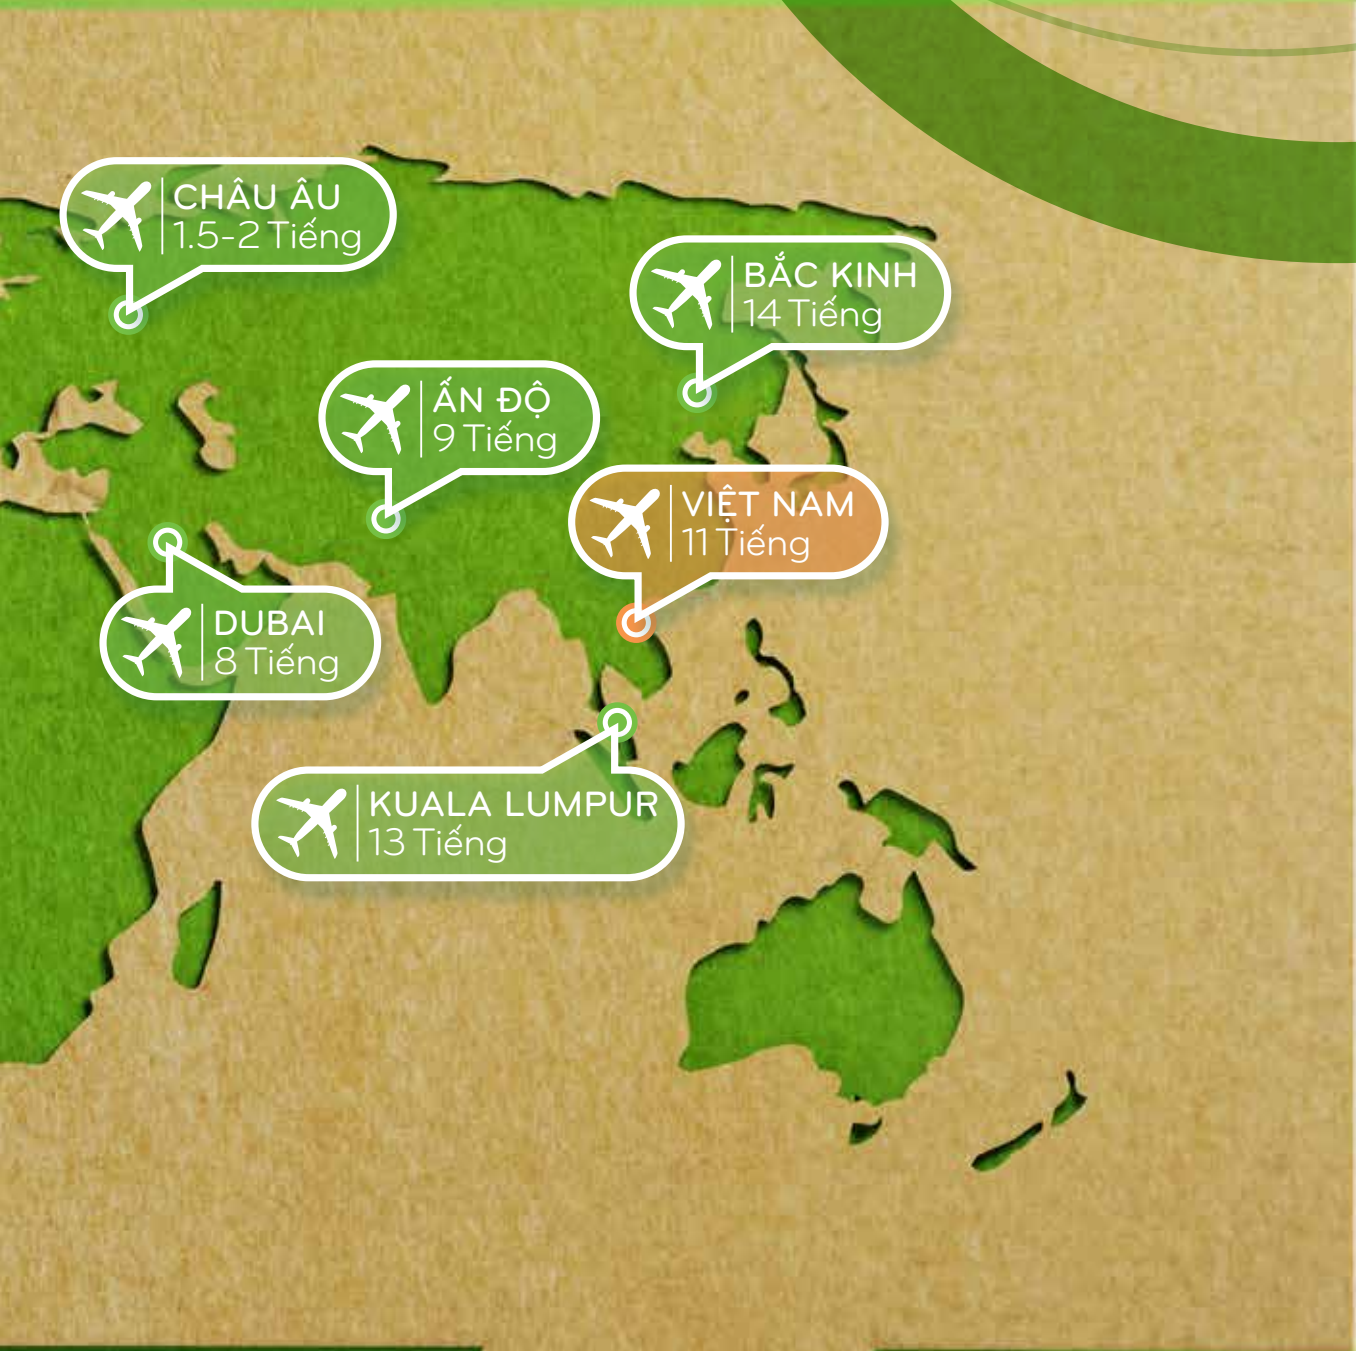 CHÂU ÂU
1.5-2 Tiếng
BẮC KINH
14 Tiếng
ẤN ĐỘ
9 Tiếng
VIỆT NAM
11 Tiếng
DUBAI
8 Tiếng
KUALA LUMPUR
13 Tiếng